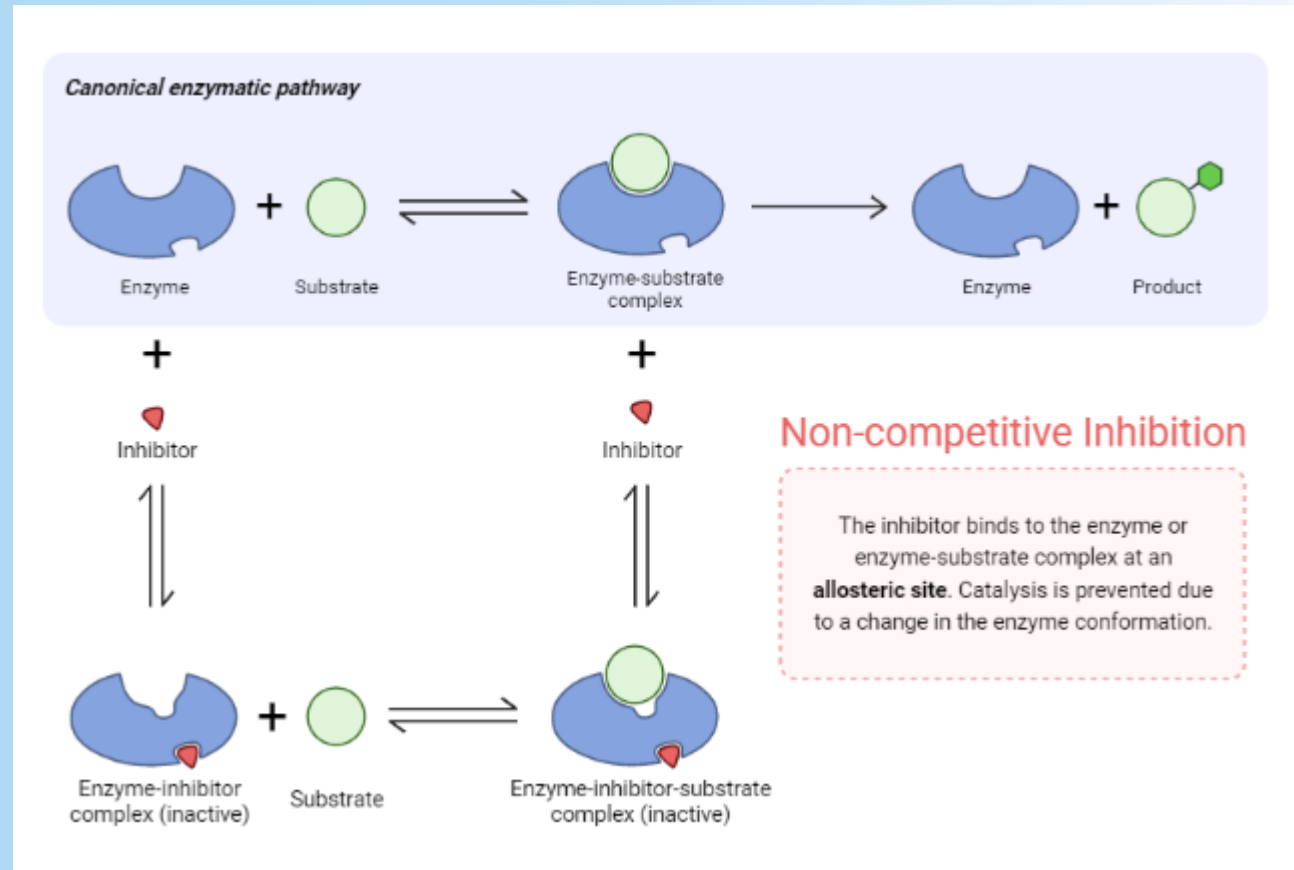 Canonical enzymatic pathway
+
+
Enzyme
Substrate
Enzyme-substrate
complex
Enzyme
Product
+
+
Inhibitor
Inhibitor
Non-competitive Inhibition
The inhibitor binds to the enzyme or
enzyme-substrate complex at an
allosteric site. Catalysis is prevented due
to a change in the enzyme conformation.
+
Enzyme-inhibitor
complex (inactive)
Substrate
Enzyme-inhibitor-substrate
complex (inactive)